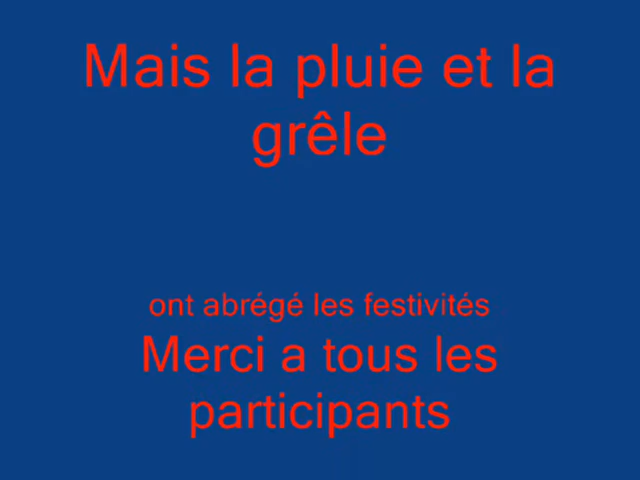 Mais la pluie et la
grêle
ont abrégé les festivités
Merci a tous les
participants